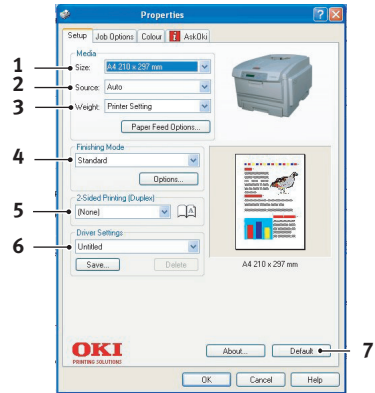 Properties
Setup Job Options Colour AskOki
Media
1 Size: A4 210 x 297 mm
2 Source: Auto
3 Weight: Printer Setting
Paper Feed Options...
4 Finishing Mode
Standard
Options...
2-Sided Printing (Duplex)
5 (None)
Driver Settings
6 Untitled
Save... Delete
A4 210 x 297 mm
OKI
PRINTING SOLUTIONS
About... Default 7
OK Cancel Help